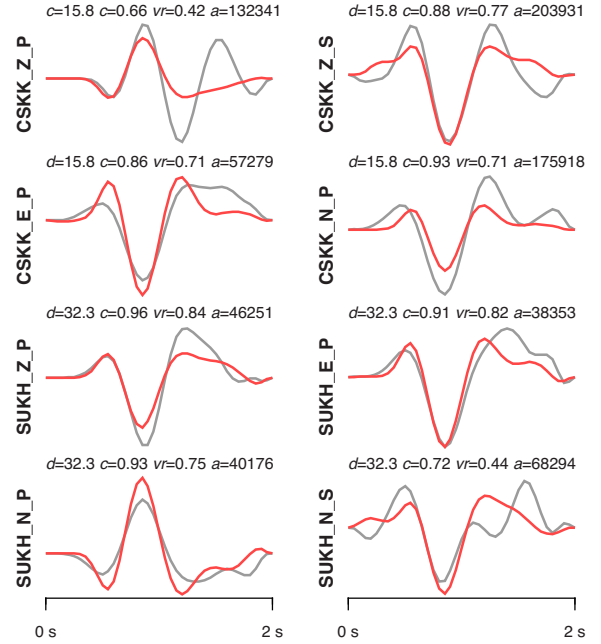 c=15.8 c=0.66 vr=0.42 a=132341
CSKK_Z_P
d=15.8 c=0.88 vr=0.77 a=203931
CSKK_Z_S
d=15.8 c=0.86 vr=0.71 a=57279
CSKK_E_P
d=15.8 c=0.93 vr=0.71 a=175918
CSKK_N_P
d=32.3 c=0.96 vr=0.84 a=46251
SUKH_Z_P
d=32.3 c=0.91 vr=0.82 a=38353
SUKH_E_P
d=32.3 c=0.93 vr=0.75 a=40176
SUKH_N_P
d=32.3 c=0.72 vr=0.44 a=68294
SUKH_N_S
0 s 2 s
0 s 2 s